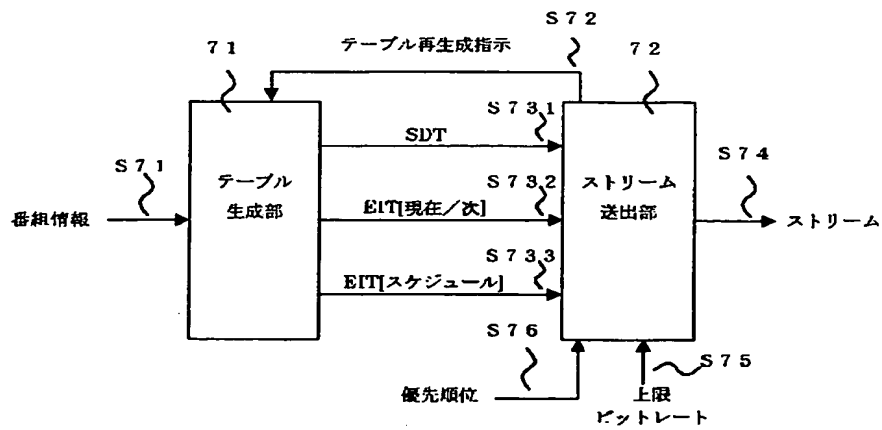 S72
テーブル再生成指示
71
72
S731
SDT
S74
S71
テーブル
生成部
S732
ストリーム
送出部
番組情報
EIT[現在／次]
ストリーム
S733
EIT[スケジュール]
S76
S75
優先順位
上限
ビットレート